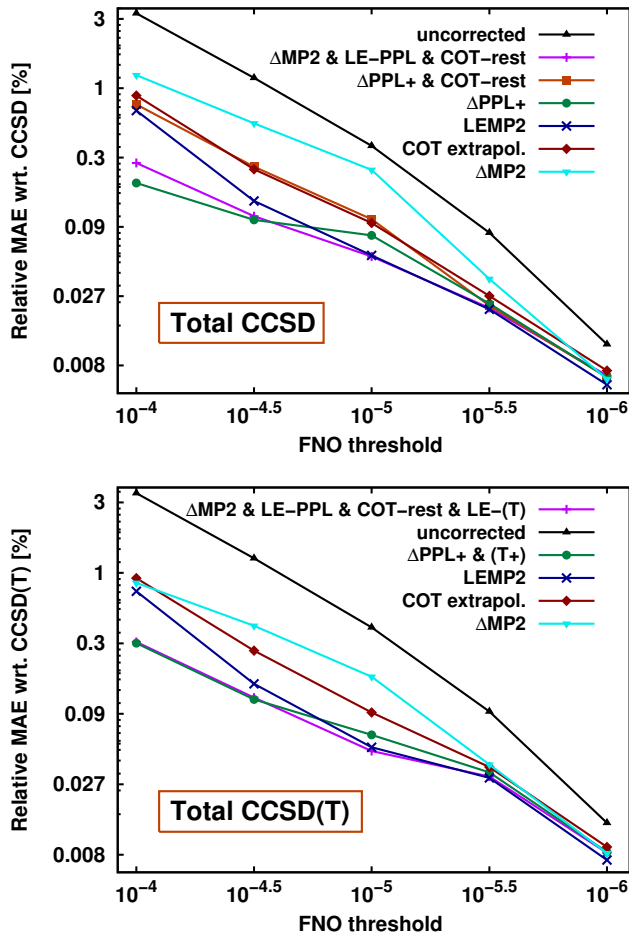 Relative MAE wrt. CCSD [%]
3
1
0.3
0.09
0.027
0.008
uncorrected
ΔMP2 & LE−PPL & COT−rest
ΔPPL+ & COT−rest
ΔPPL+
LEMP2
COT extrapol.
ΔMP2
Total CCSD
10⁻⁴ 10⁻⁴·⁵ 10⁻⁵ 10⁻⁵·⁵ 10⁻⁶
FNO threshold
Relative MAE wrt. CCSD(T) [%]
3
1
0.3
0.09
0.027
0.008
ΔMP2 & LE−PPL & COT−rest & LE−(T)
uncorrected
ΔPPL+ & (T+)
LEMP2
COT extrapol.
ΔMP2
Total CCSD(T)
10⁻⁴ 10⁻⁴·⁵ 10⁻⁵ 10⁻⁵·⁵ 10⁻⁶
FNO threshold